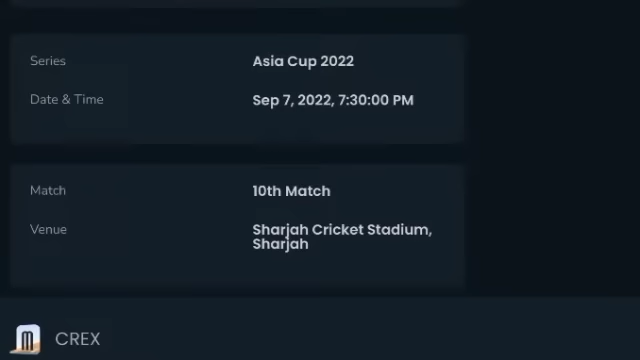 Series Asia Cup 2022
Date & Time Sep 7, 2022, 7:30:00 PM
Match 10th Match
Venue Sharjah Cricket Stadium,
Sharjah
CREX